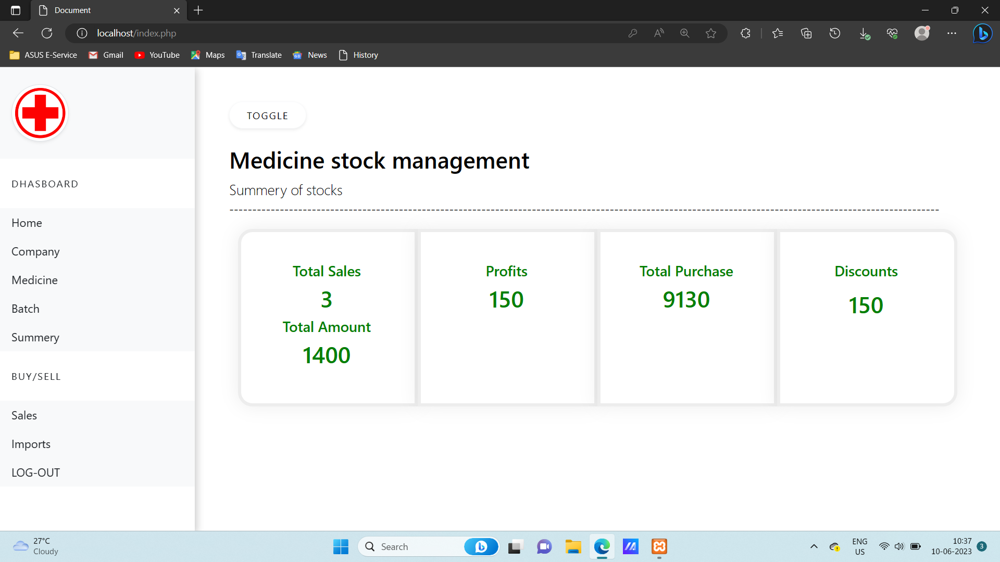 Document
localhost/index.php
ASUS E-Service
Gmail
YouTube
Maps
Translate
News
History
TOGGLE
Medicine stock management
Summery of stocks
DHASBOARD
Home
Company
Medicine
Batch
Summery
BUY/SELL
Sales
Imports
LOG-OUT
Total Sales
3
Total Amount
1400
Profits
150
Total Purchase
9130
Discounts
150
27°C
Cloudy
Search
ENG
US
10:37
10-06-2023
3